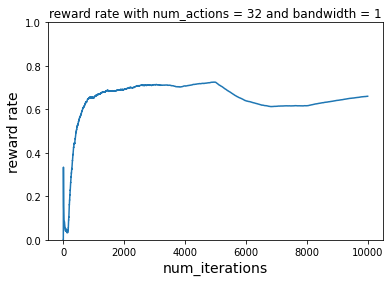 reward rate with num_actions = 32 and bandwidth = 1
1.0
0.8
0.6
0.4
0.2
0.0
reward rate
0 2000 4000 6000 8000 10000
num_iterations